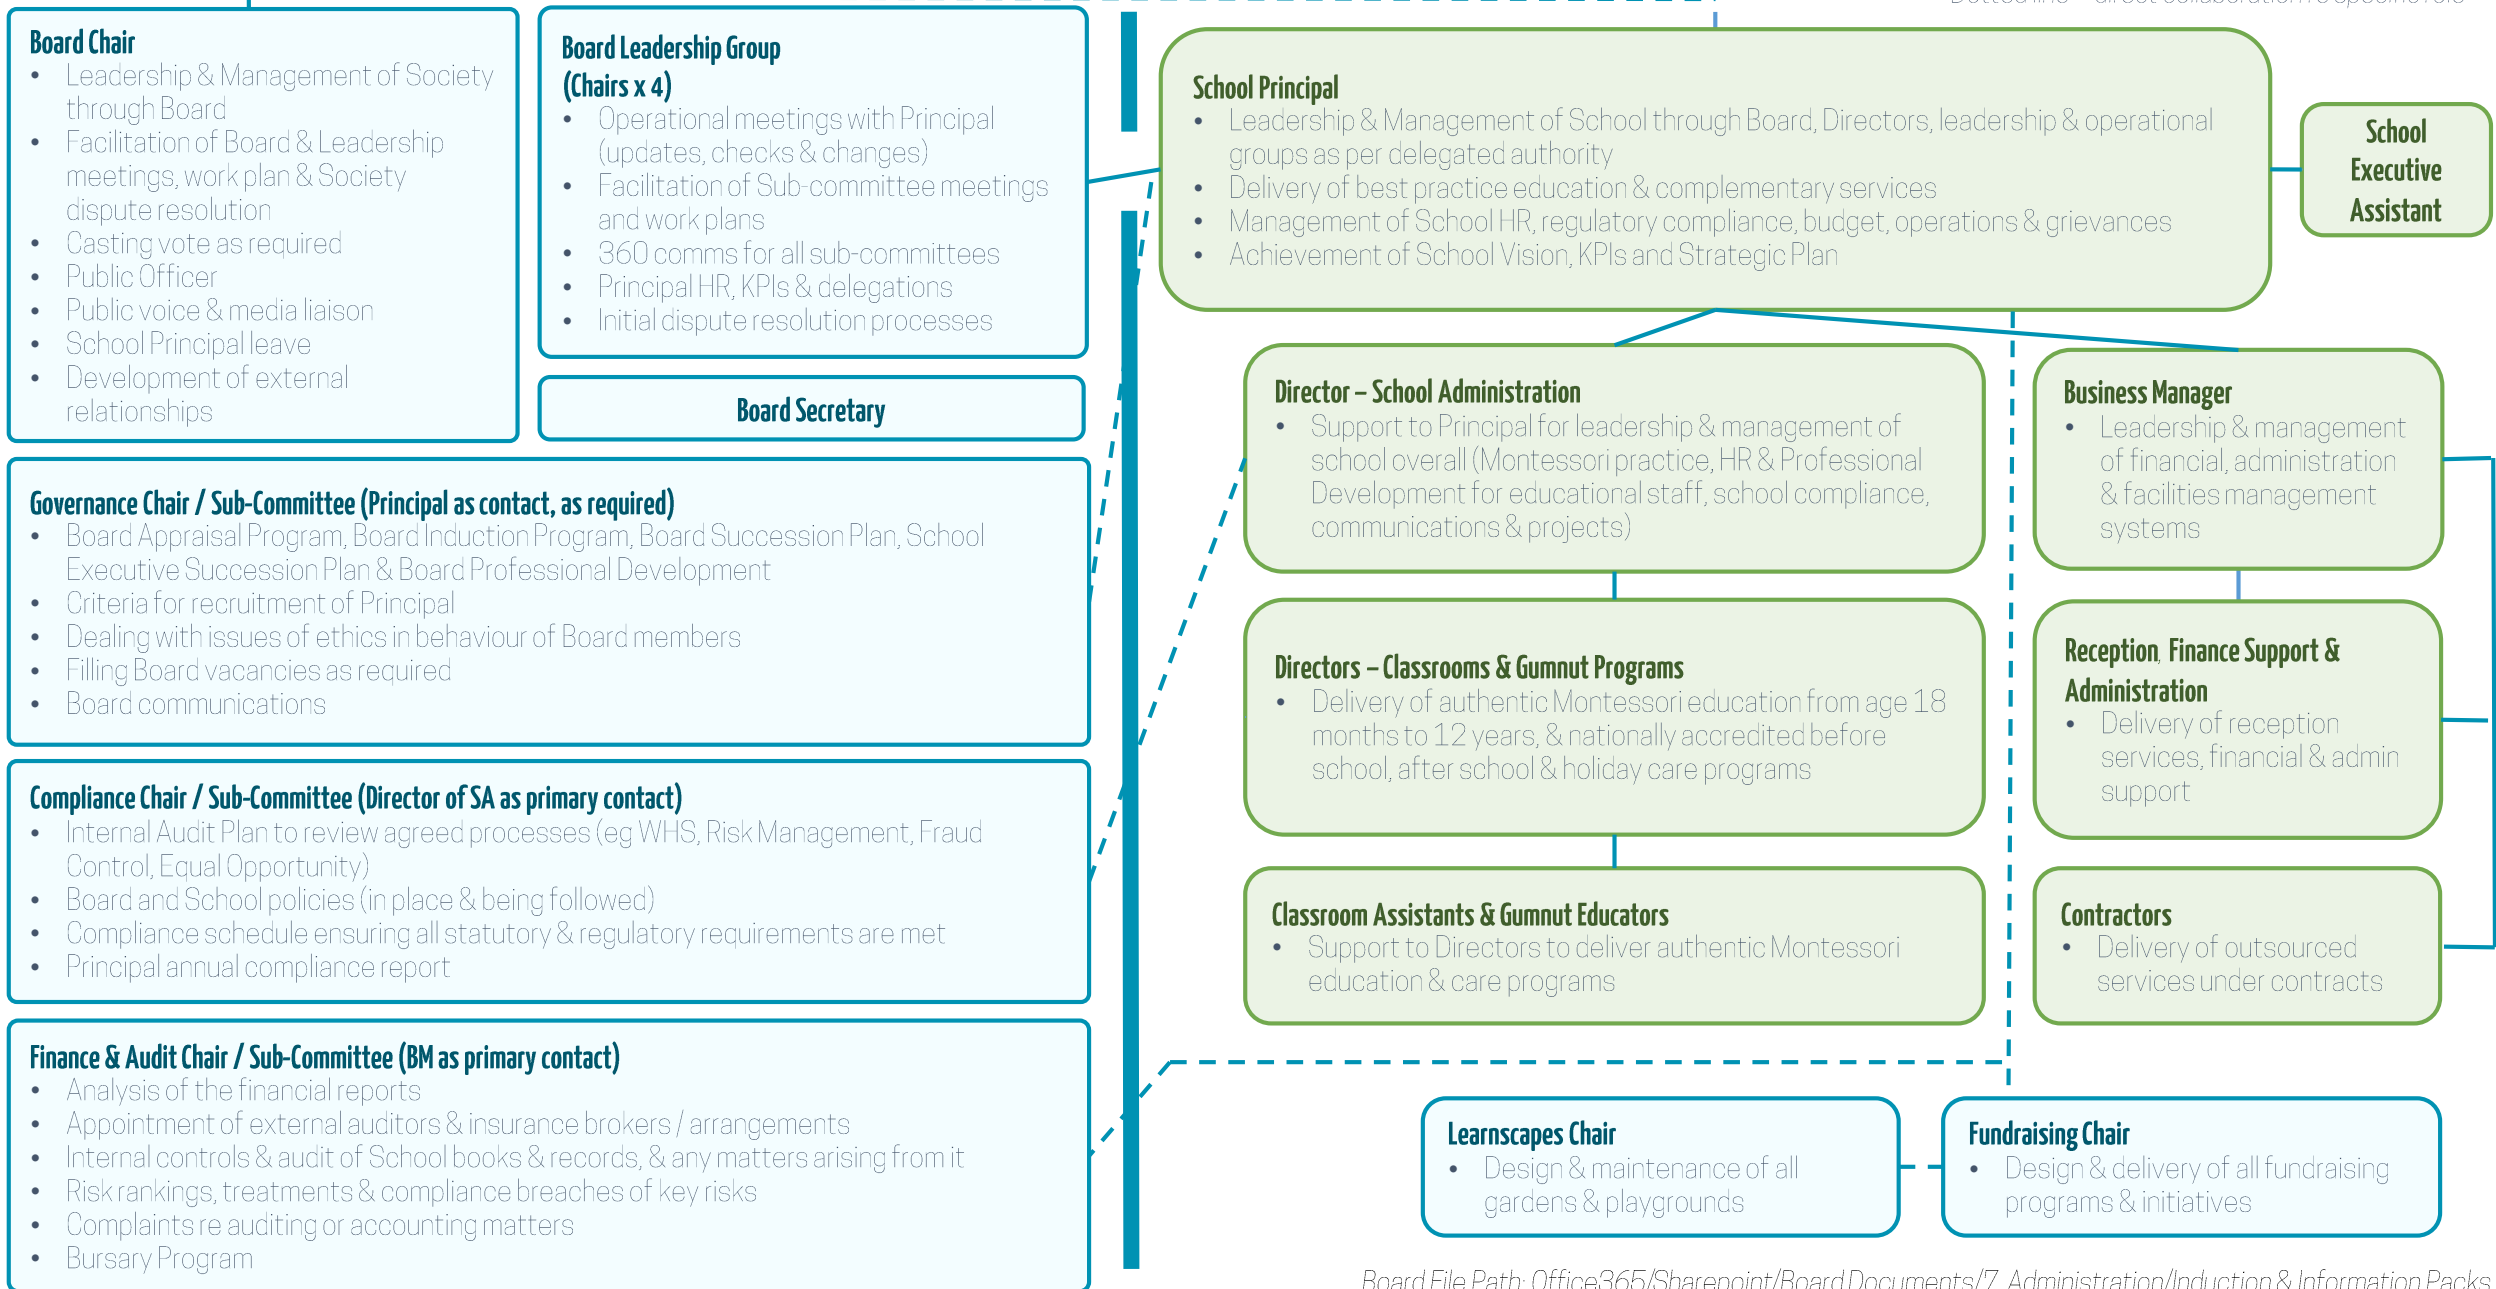 Dotted line – direct collaboration re specific role
Board Chair
• Leadership & Management of Society
through Board
• Facilitation of Board & Leadership
meetings, work plan & Society
dispute resolution
• Casting vote as required
• Public Officer
• Public voice & media liaison
• School Principal leave
• Development of external
relationships
Board Leadership Group
(Chairs x 4)
• Operational meetings with Principal
(updates, checks & changes)
• Facilitation of Sub-committee meetings
and work plans
• 360 comms for all sub-committees
• Principal HR, KPIs & delegations
• Initial dispute resolution processes
Board Secretary
Governance Chair / Sub-Committee (Principal as contact, as required)
• Board Appraisal Program, Board Induction Program, Board Succession Plan, School
Executive Succession Plan & Board Professional Development
• Criteria for recruitment of Principal
• Dealing with issues of ethics in behaviour of Board members
• Filling Board vacancies as required
• Board communications
Compliance Chair / Sub-Committee (Director of SA as primary contact)
• Internal Audit Plan to review agreed processes (eg WHS, Risk Management, Fraud
Control, Equal Opportunity)
• Board and School policies (in place & being followed)
• Compliance schedule ensuring all statutory & regulatory requirements are met
• Principal annual compliance report
Finance & Audit Chair / Sub-Committee (BM as primary contact)
• Analysis of the financial reports
• Appointment of external auditors & insurance brokers / arrangements
• Internal controls & audit of School books & records, & any matters arising from it
• Risk rankings, treatments & compliance breaches of key risks
• Complaints re auditing or accounting matters
• Bursary Program
School Principal
• Leadership & Management of School through Board, Directors, leadership & operational
groups as per delegated authority
• Delivery of best practice education & complementary services
• Management of School HR, regulatory compliance, budget, operations & grievances
• Achievement of School Vision, KPIs and Strategic Plan
School
Executive
Assistant
Director – School Administration
• Support to Principal for leadership & management of
school overall (Montessori practice, HR & Professional
Development for educational staff, school compliance,
communications & projects)
Business Manager
• Leadership & management
of financial, administration
& facilities management
systems
Directors – Classrooms & Gumnut Programs
• Delivery of authentic Montessori education from age 18
months to 12 years, & nationally accredited before
school, after school & holiday care programs
Reception, Finance Support &
Administration
• Delivery of reception
services, financial & admin
support
Classroom Assistants & Gumnut Educators
• Support to Directors to deliver authentic Montessori
education & care programs
Contractors
• Delivery of outsourced
services under contracts
Learnscapes Chair
• Design & maintenance of all
gardens & playgrounds
Fundraising Chair
• Design & delivery of all fundraising
programs & initiatives
Board File Path: Office365/Sharepoint/Board Documents/7. Administration/Induction & Information Packs